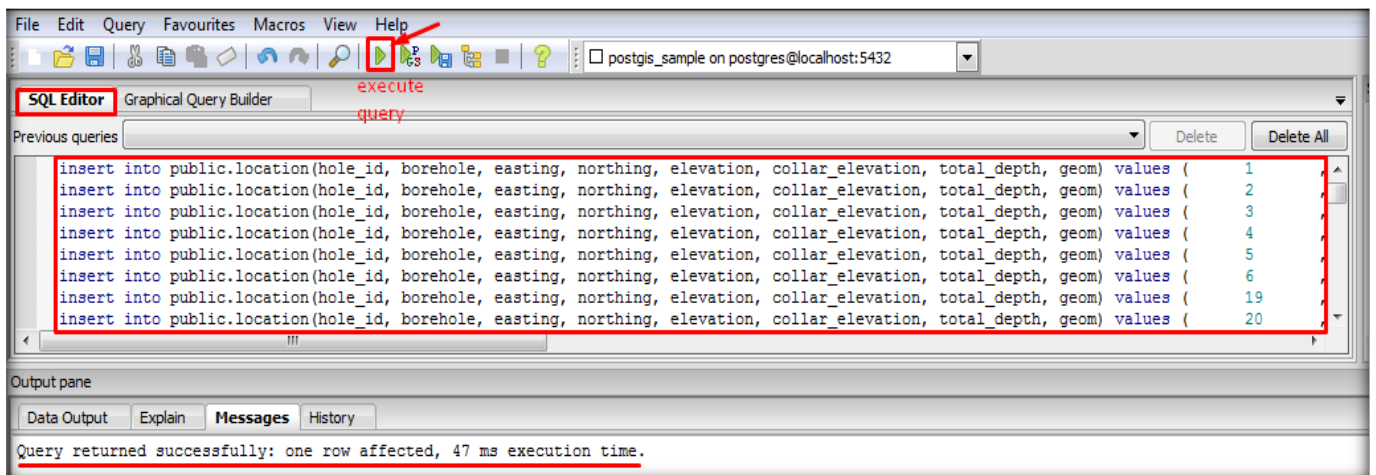 File Edit Query Favourites Macros View Help
postgis_sample on postgres@localhost:5432
execute
query
SQL Editor Graphical Query Builder
Previous queries Delete Delete All
insert into public.location(hole_id, borehole, easting, northing, elevation, collar_elevation, total_depth, geom) values ( 1 ,
insert into public.location(hole_id, borehole, easting, northing, elevation, collar_elevation, total_depth, geom) values ( 2 ,
insert into public.location(hole_id, borehole, easting, northing, elevation, collar_elevation, total_depth, geom) values ( 3 ,
insert into public.location(hole_id, borehole, easting, northing, elevation, collar_elevation, total_depth, geom) values ( 4 ,
insert into public.location(hole_id, borehole, easting, northing, elevation, collar_elevation, total_depth, geom) values ( 5 ,
insert into public.location(hole_id, borehole, easting, northing, elevation, collar_elevation, total_depth, geom) values ( 6 ,
insert into public.location(hole_id, borehole, easting, northing, elevation, collar_elevation, total_depth, geom) values ( 19 ,
insert into public.location(hole_id, borehole, easting, northing, elevation, collar_elevation, total_depth, geom) values ( 20 ,
Output pane
Data Output Explain Messages History
Query returned successfully: one row affected, 47 ms execution time.